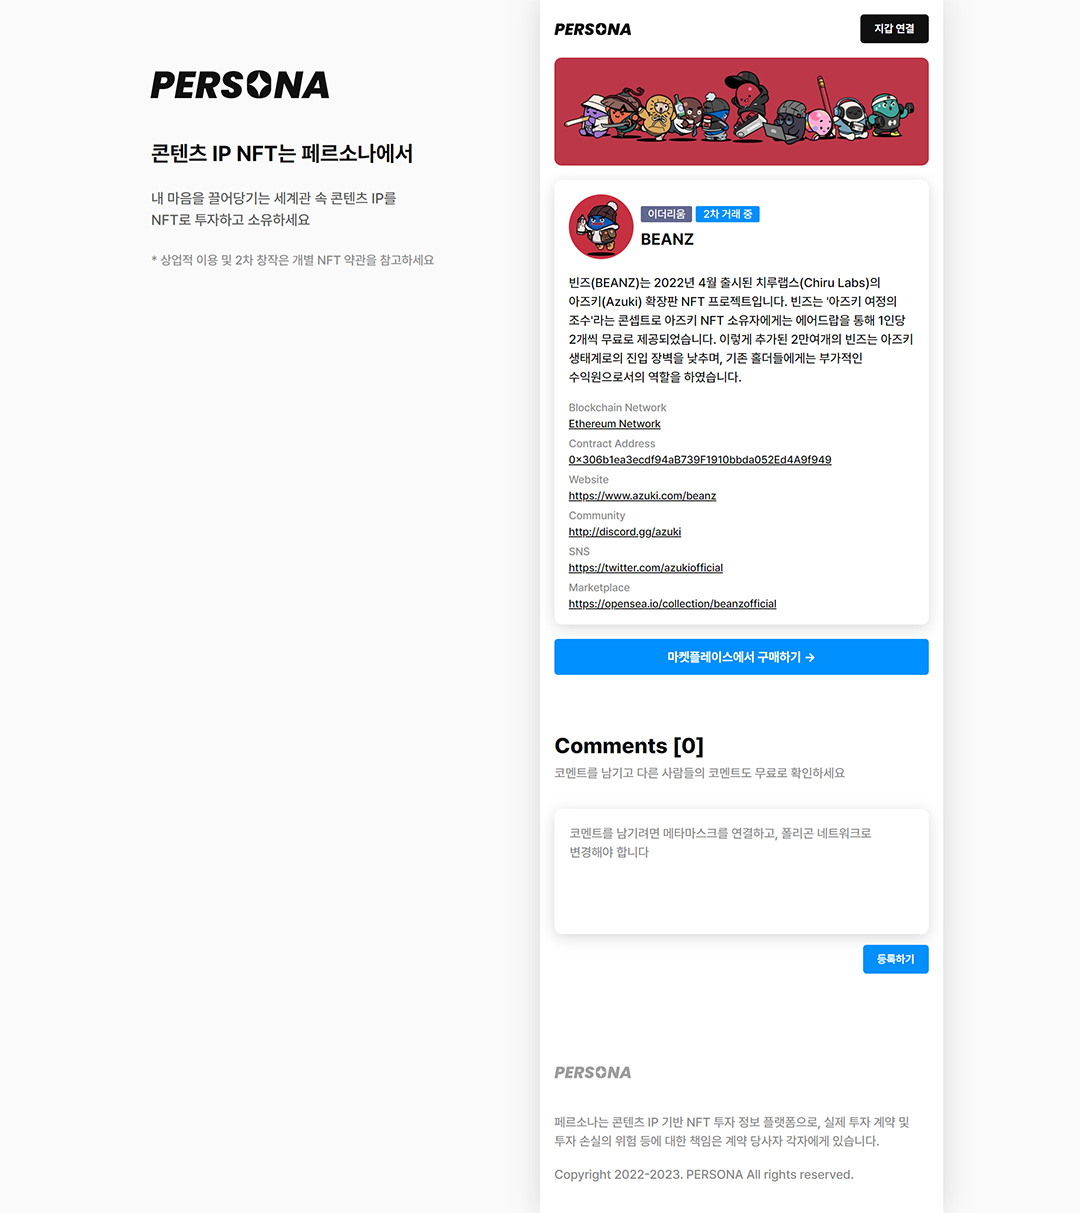 PERSONA
콘텐츠 IP NFT는 페르소나에서
내 마음을 끌어당기는 세계관 속 콘텐츠 IP를
NFT로 투자하고 소유하세요
* 상업적 이용 및 2차 창작은 개별 NFT 약관을 참고하세요
PERSONA
지갑 연결
이더리움 2차 거래 중
BEANZ
빈즈(BEANZ)는 2022년 4월 출시된 치루랩스(Chiru Labs)의
아즈키(Azuki) 확장판 NFT 프로젝트입니다. 빈즈는 '아즈키 여정의
조수'라는 콘셉트로 아즈키 NFT 소유자에게는 에어드랍을 통해 1인당
2개씩 무료로 제공되었습니다. 이렇게 추가된 2만여개의 빈즈는 아즈키
생태계로의 진입 장벽을 낮추며, 기존 홀더들에게는 부가적인
수익원으로서의 역할을 하였습니다.
Blockchain Network
Ethereum Network
Contract Address
0x306b1ea3ecdf94aB739F1910bbda052Ed4A9f949
Website
https://www.azuki.com/beanz
Community
http://discord.gg/azuki
SNS
https://twitter.com/azukiofficial
Marketplace
https://opensea.io/collection/beanzofficial
마켓플레이스에서 구매하기 →
Comments [0]
코멘트를 남기고 다른 사람들의 코멘트도 무료로 확인하세요
코멘트를 남기려면 메타마스크를 연결하고, 폴리곤 네트워크로
변경해야 합니다
등록하기
PERSONA
페르소나는 콘텐츠 IP 기반 NFT 투자 정보 플랫폼으로, 실제 투자 계약 및
투자 손실의 위험 등에 대한 책임은 계약 당사자 각자에게 있습니다.
Copyright 2022-2023. PERSONA All rights reserved.